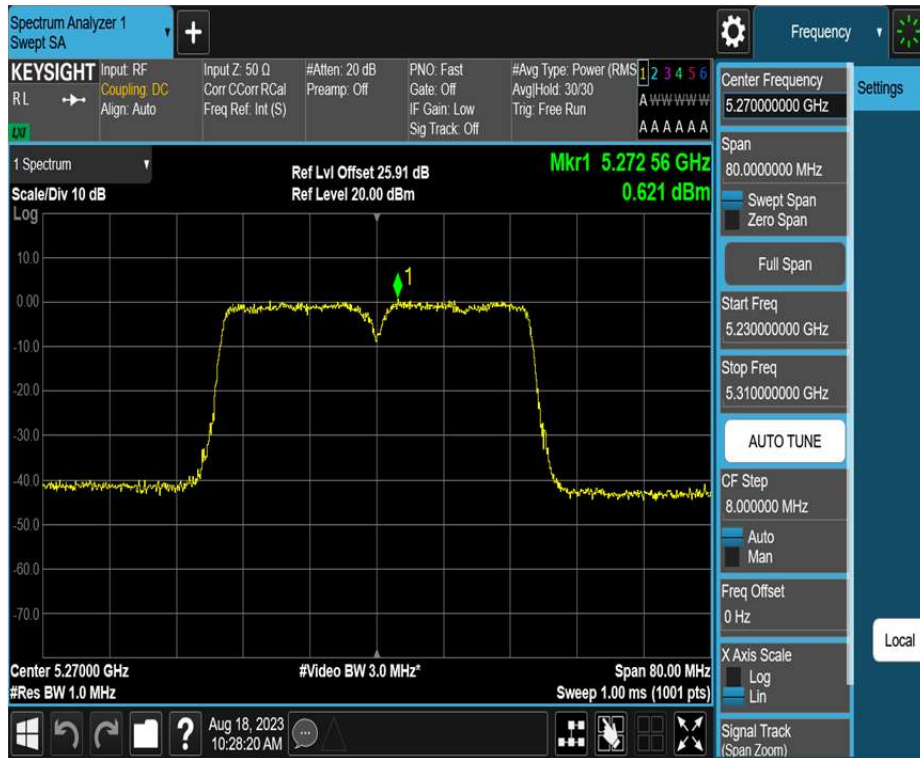 Spectrum Analyzer 1
Swept SA
Frequency
KEYSIGHT
RL
LXI
Input: RF
Coupling: DC
Align: Auto
Input Z: 50 Ω
Corr CCorr RCal
Freq Ref: Int (S)
#Atten: 20 dB
Preamp: Off
PNO: Fast
Gate: Off
IF Gain: Low
Sig Track: Off
#Avg Type: Power (RMS
Avg|Hold: 30/30
Trig: Free Run
1 2 3 4 5 6
A W W W W W
A A A A A A
1 Spectrum
Scale/Div 10 dB
Log
Ref Lvl Offset 25.91 dB
Ref Level 20.00 dBm
Mkr1 5.272 56 GHz
0.621 dBm
1
10.0
0.00
-10.0
-20.0
-30.0
-40.0
-50.0
-60.0
-70.0
Center 5.27000 GHz
#Res BW 1.0 MHz
#Video BW 3.0 MHz*
Span 80.00 MHz
Sweep 1.00 ms (1001 pts)
Aug 18, 2023
10:28:20 AM
Center Frequency
5.270000000 GHz
Span
80.0000000 MHz
Swept Span
Zero Span
Full Span
Start Freq
5.230000000 GHz
Stop Freq
5.310000000 GHz
AUTO TUNE
CF Step
8.000000 MHz
Auto
Man
Freq Offset
0 Hz
X Axis Scale
Log
Lin
Signal Track
(Span Zoom)
Settings
Local